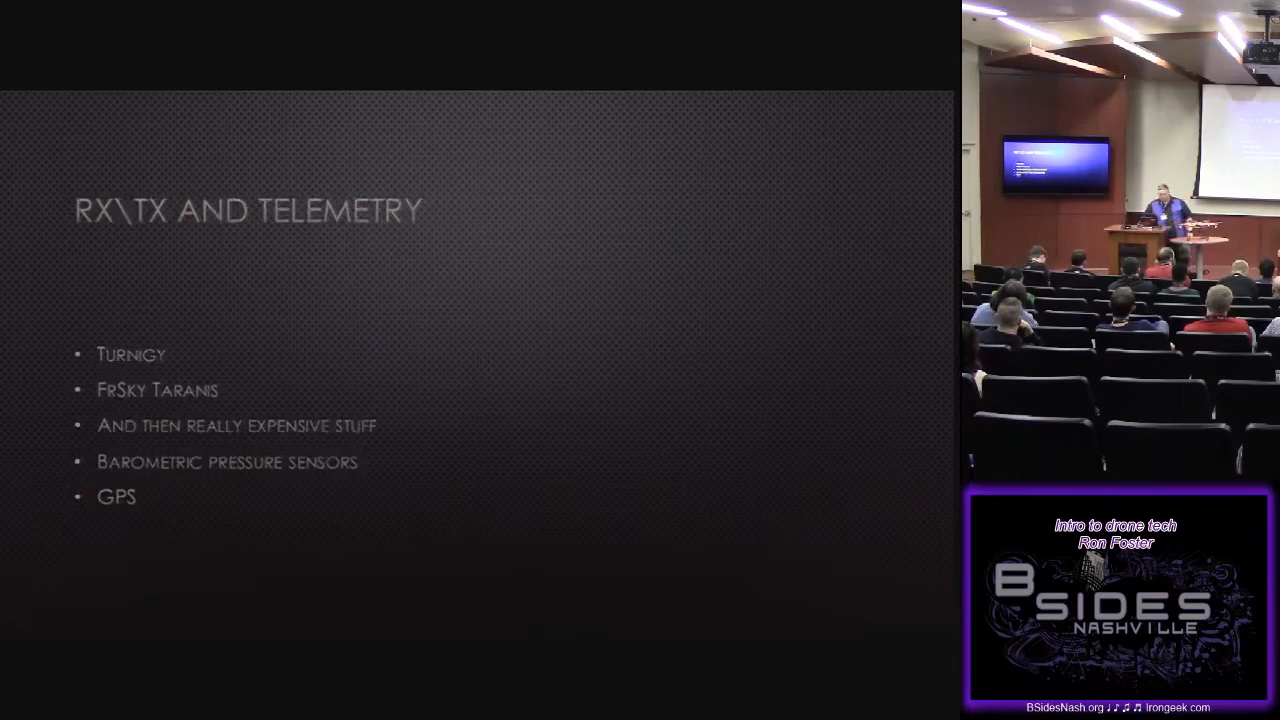 RX\TX AND TELEMETRY
• TURNIGY
• FRSKY TARANIS
• AND THEN REALLY EXPENSIVE STUFF
• BAROMETRIC PRESSURE SENSORS
• GPS
Intro to drone tech
Ron Foster
BSIDES
NASHVILLE
BSidesNash.org ♩ ♪ ♫ ♬ Irongeek.com